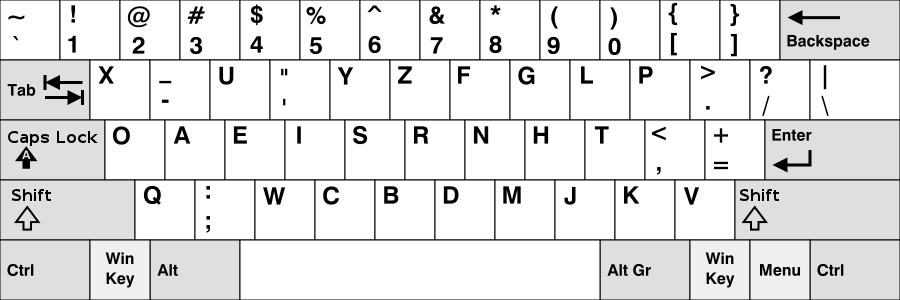 ~ ! @ # $ % ^ & * ( ) { }
` 1 2 3 4 5 6 7 8 9 0 [ ] Backspace
Tab X _ U " Y Z F G L P > ? |
- ' . / \
Caps Lock O A E I S R N H T < + Enter
A , =
Shift Q : W C B D M J K V Shift
;
Ctrl Win Key Alt Alt Gr Win Key Menu Ctrl